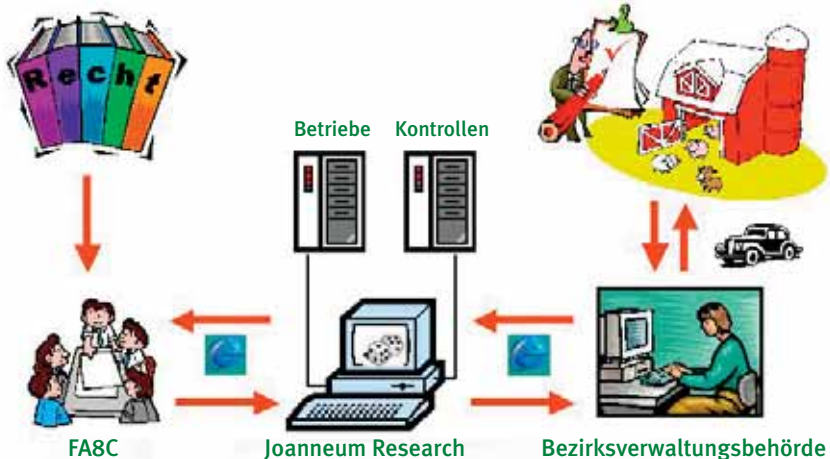 Recht
Betriebe Kontrollen
FA8C Joanneum Research Bezirksverwaltungsbehörde